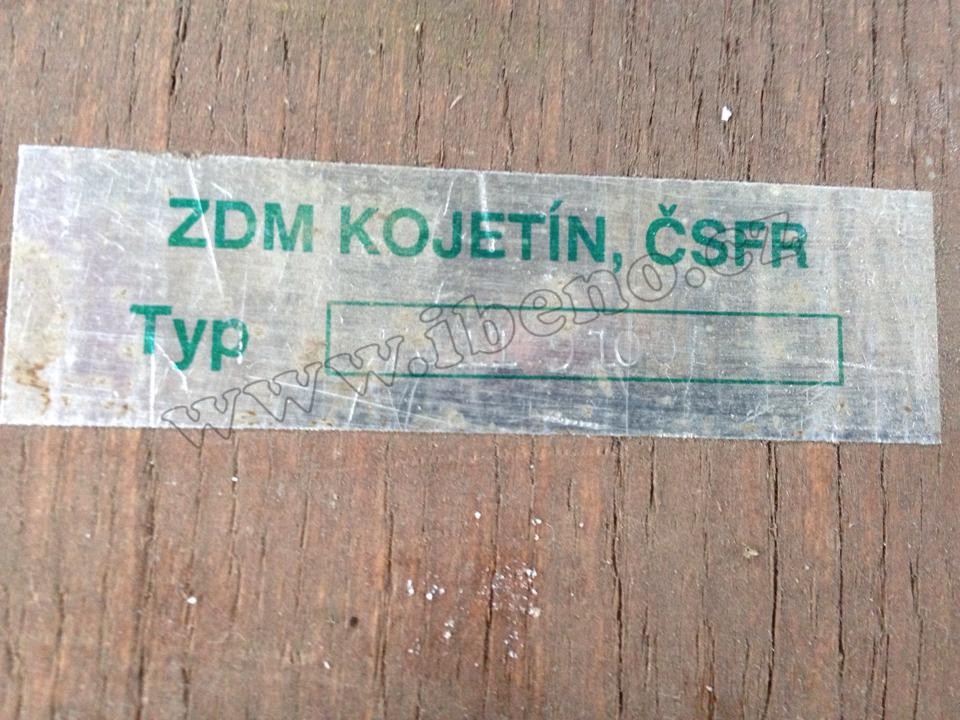 ZDM KOJETÍN, ČSFR
Typ
www.ibeno.cz